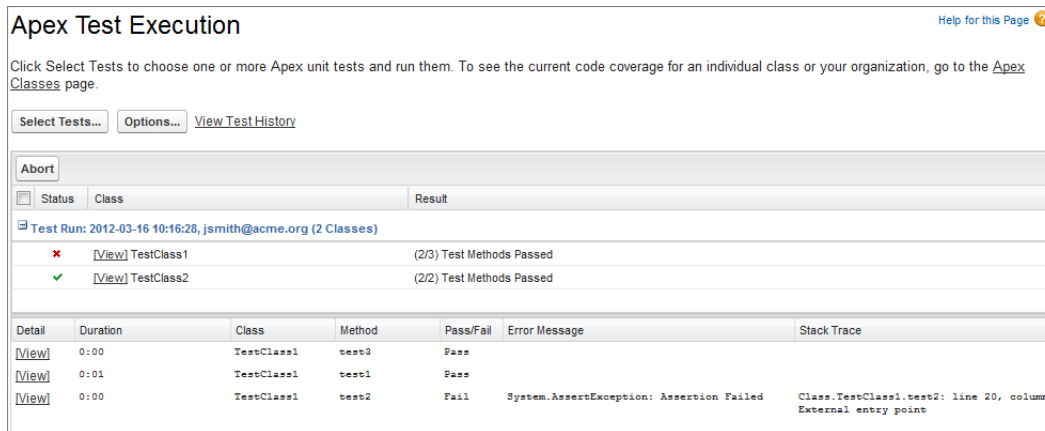 Apex Test Execution
Help for this Page
Click Select Tests to choose one or more Apex unit tests and run them. To see the current code coverage for an individual class or your organization, go to the Apex
Classes page.
Select Tests... Options... View Test History
Abort
Status Class Result
Test Run: 2012-03-16 10:16:28, jsmith@acme.org (2 Classes)
[View] TestClass1 (2/3) Test Methods Passed
[View] TestClass2 (2/2) Test Methods Passed
Detail Duration Class Method Pass/Fail Error Message Stack Trace
[View] 0:00 TestClass1 test3 Pass
[View] 0:01 TestClass1 test1 Pass
[View] 0:00 TestClass1 test2 Fail System.AssertException: Assertion Failed Class.TestClass1.test2: line 20, colum
External entry point